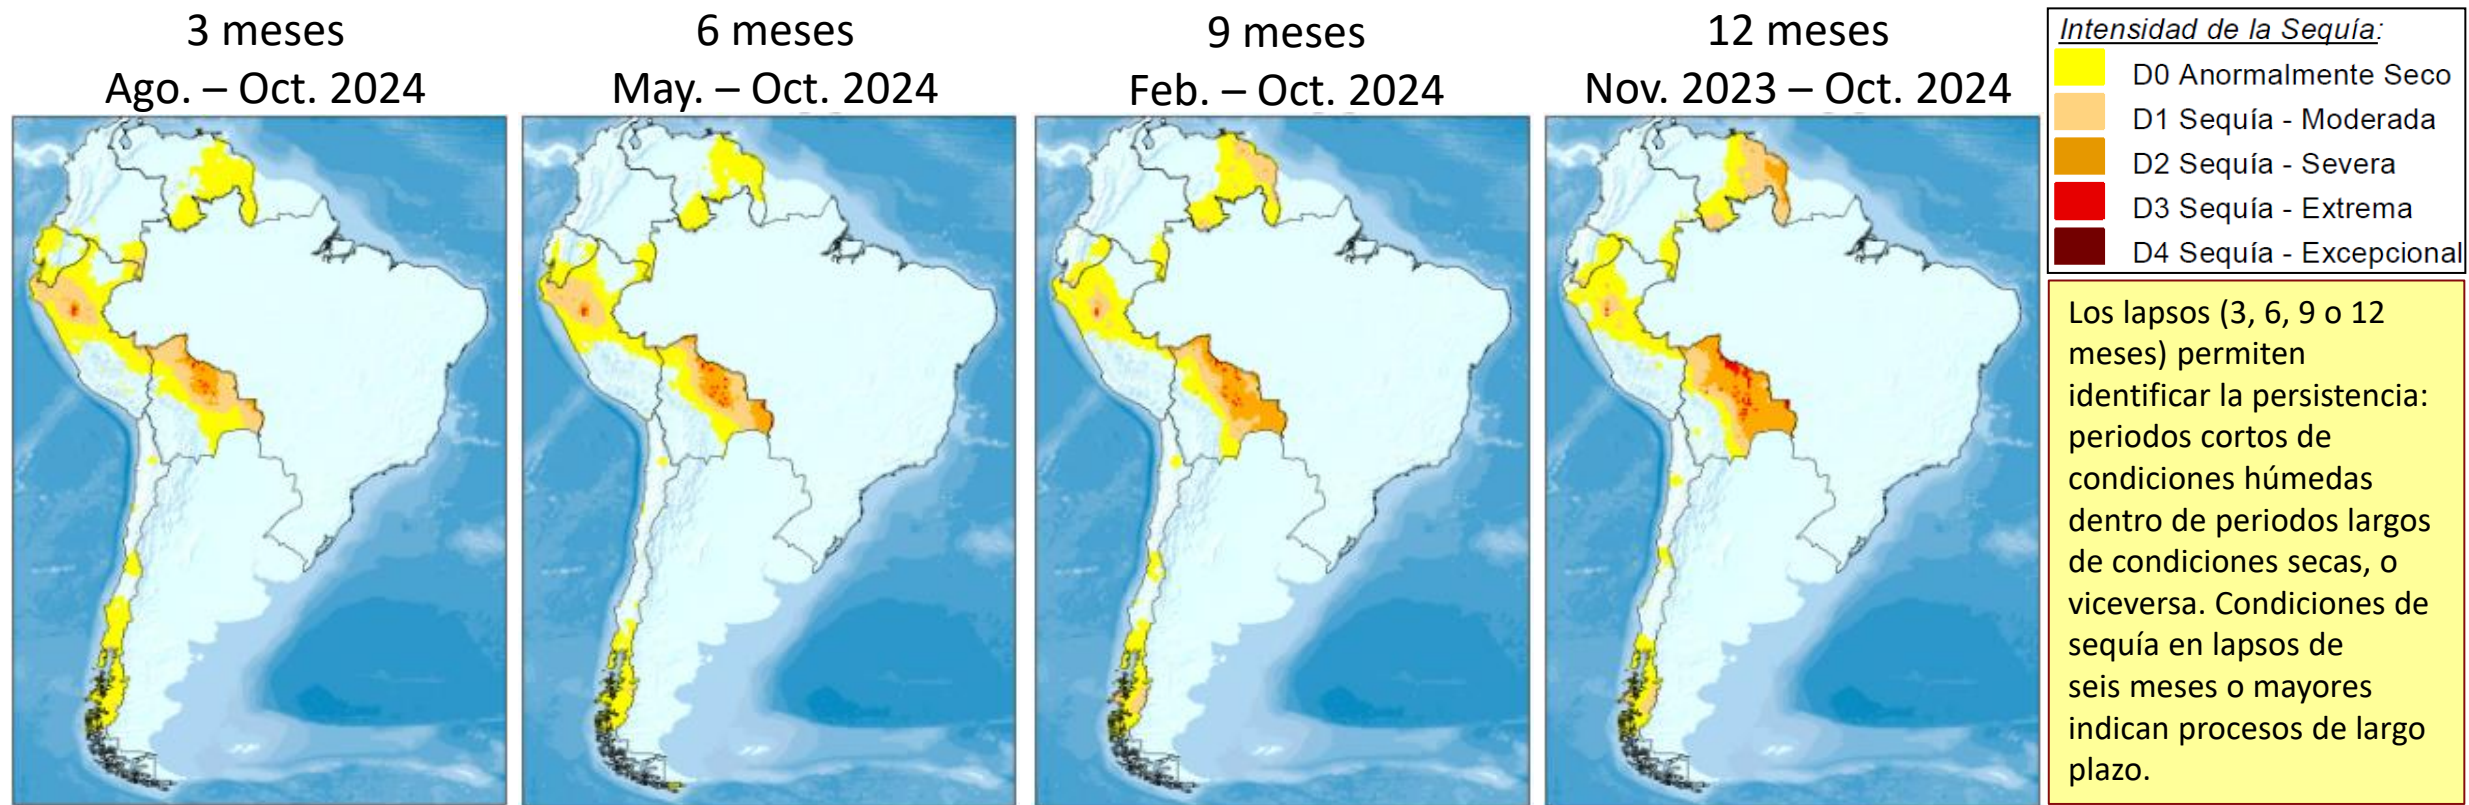 3 meses
Ago. – Oct. 2024
6 meses
May. – Oct. 2024
9 meses
Feb. – Oct. 2024
12 meses
Nov. 2023 – Oct. 2024
Intensidad de la Sequía:
D0 Anormalmente Seco
D1 Sequía - Moderada
D2 Sequía - Severa
D3 Sequía - Extrema
D4 Sequía - Excepcional
Los lapsos (3, 6, 9 o 12
meses) permiten
identificar la persistencia:
periodos cortos de
condiciones húmedas
dentro de periodos largos
de condiciones secas, o
viceversa. Condiciones de
sequía en lapsos de
seis meses o mayores
indican procesos de largo
plazo.